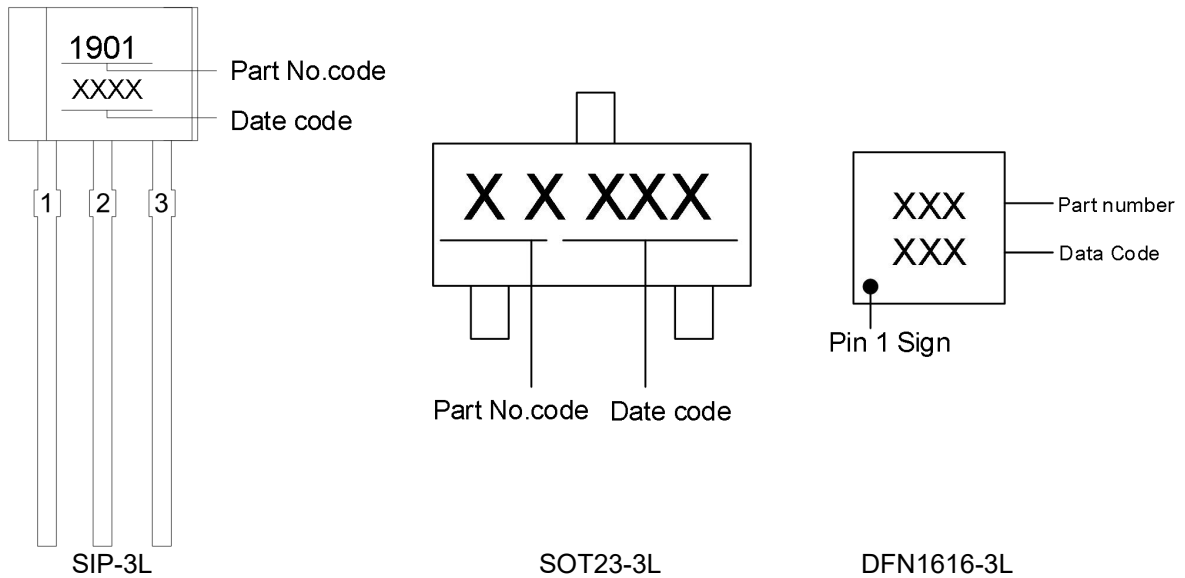 1901
Part No.code
XXXX
Date code
1 2 3
SIP-3L
X X XXX
Part No.code Date code
SOT23-3L
XXX Part number
XXX Data Code
Pin 1 Sign
DFN1616-3L